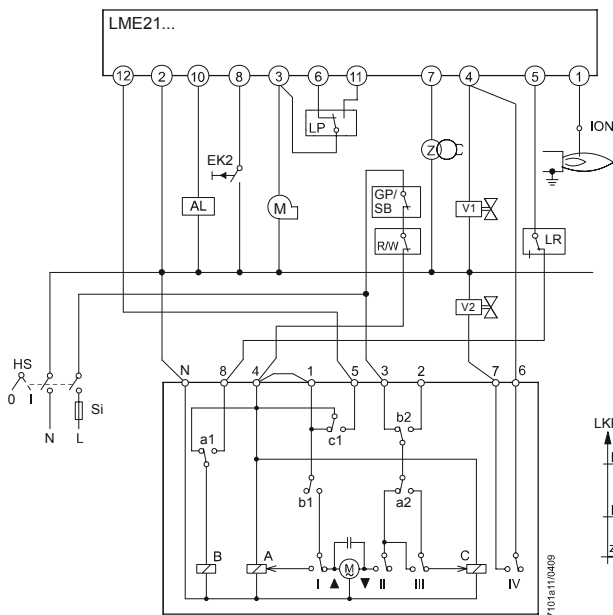 LME21...
12 2 10 8 3 6 11 7 4 5 1
LP
ION
EK2
GP/
SB
Z
AL
M
V1
R/W
LR
V2
HS
0 I
Si
N L
N 8 4 1 5 3 2 7 6
a1
c1
b2
b1
a2
B A M C
I II III IV
7101a11/0409
LK